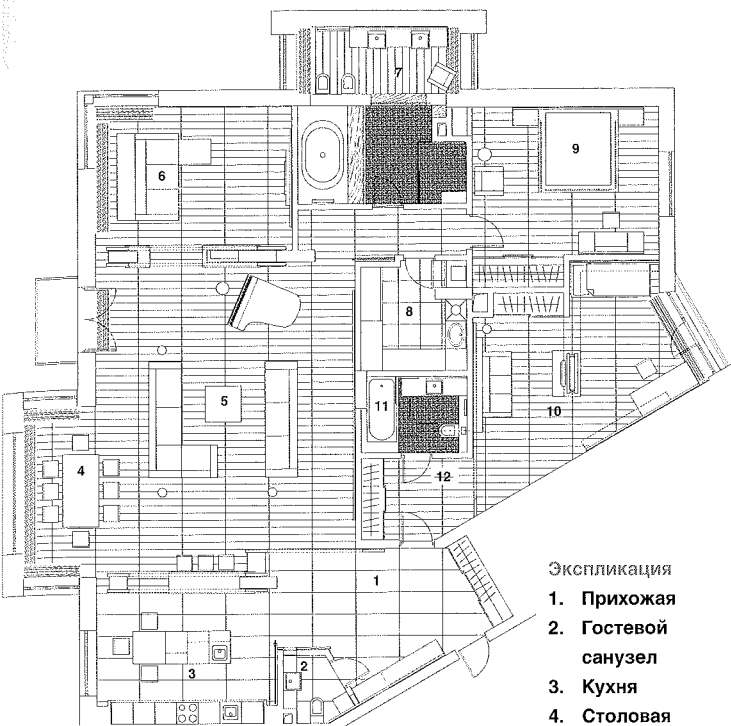 7
6
9
8
5
11
10
4
12
1
2
3
Экспликация
1. Прихожая
2. Гостевой
санузел
3. Кухня
4. Столовая